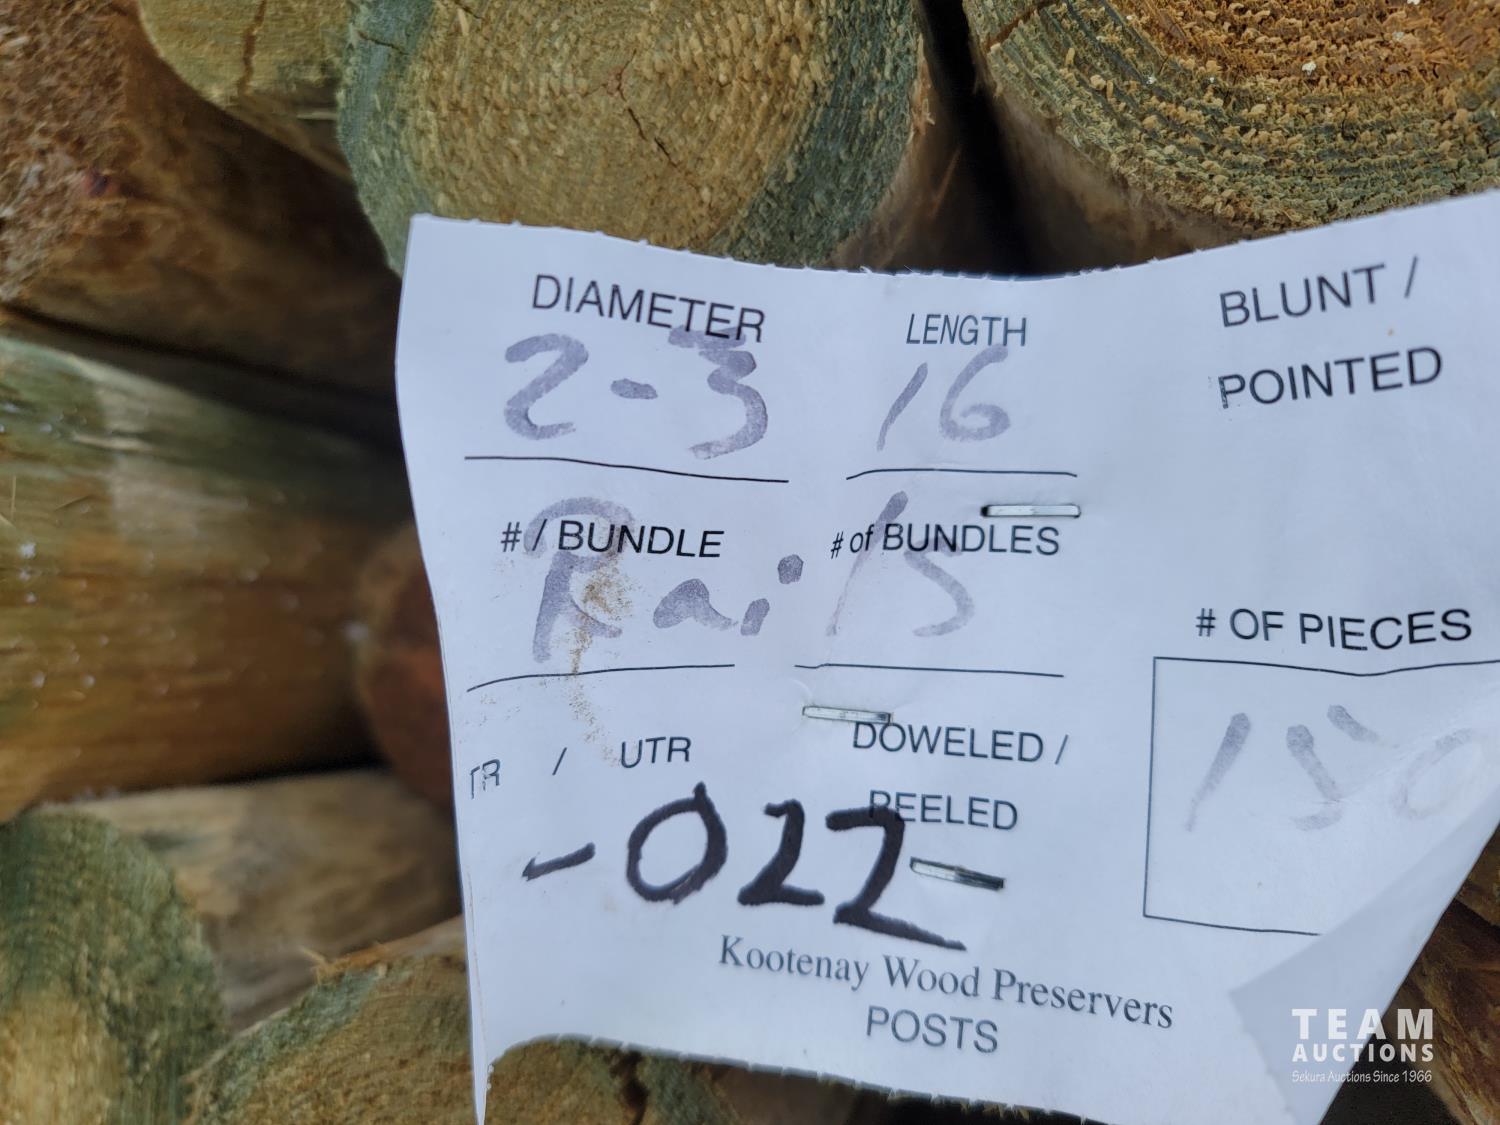 DIAMETER LENGTH BLUNT /
2-3 16 POINTED
# / BUNDLE # of BUNDLES
Rails
# OF PIECES
150
TR / UTR DOWELED /
PEELED
-022-
Kootenay Wood Preservers
POSTS
TEAM
AUCTIONS
Sekura Auctions Since 1966